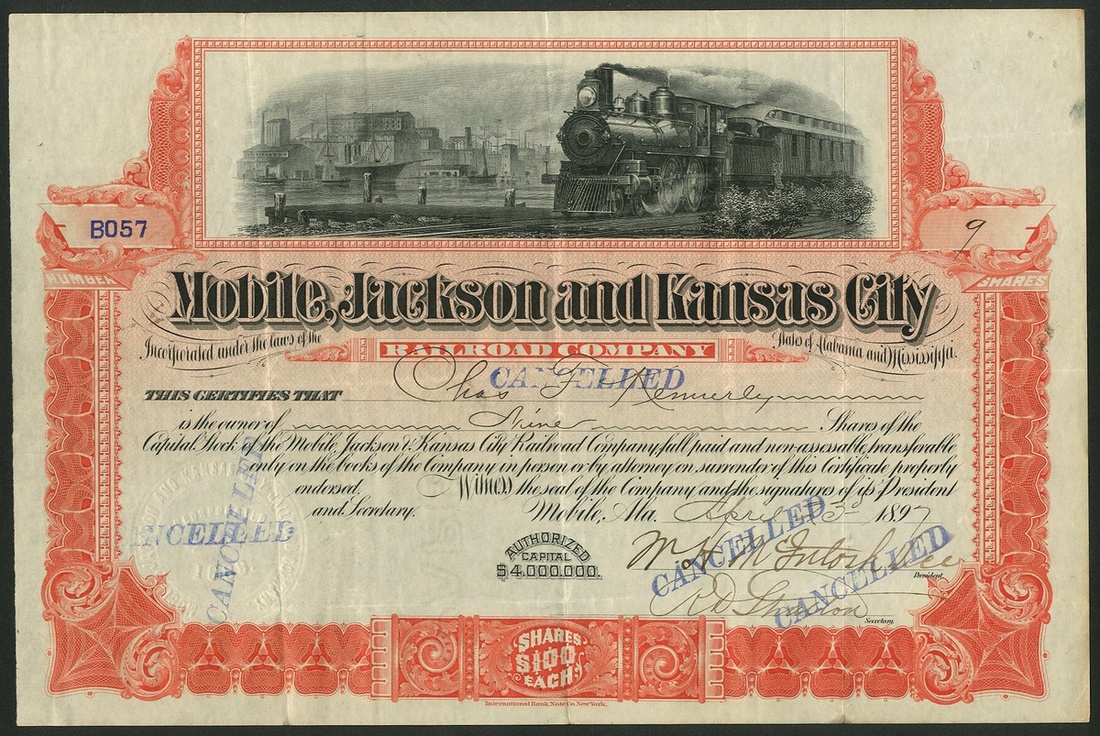 B057
9
NUMBER
SHARES
Mobile, Jackson and Kansas City
Incorporated under the laws of the
RAILROAD COMPANY
State of Alabama and Mississippi.
CANCELLED
THIS CERTIFIES THAT Chas F Kennerley
is the owner of Nine Shares of the
Capital Stock of the Mobile, Jackson & Kansas City Railroad Company, full paid and non-assessable, transferable
only on the books of the Company in person or by attorney on surrender of this Certificate properly
endorsed. Witness the seal of the Company and the signatures of its President
and Secretary. Mobile, Ala. April 1897
CANCELLED
CANCELLED
AUTHORIZED
CAPITAL
$4,000,000.
CANCELLED
CANCELLED
W. H. McIntosh
President.
Secretary.
SHARES
$100
EACH
International Bank Note Co. New York.